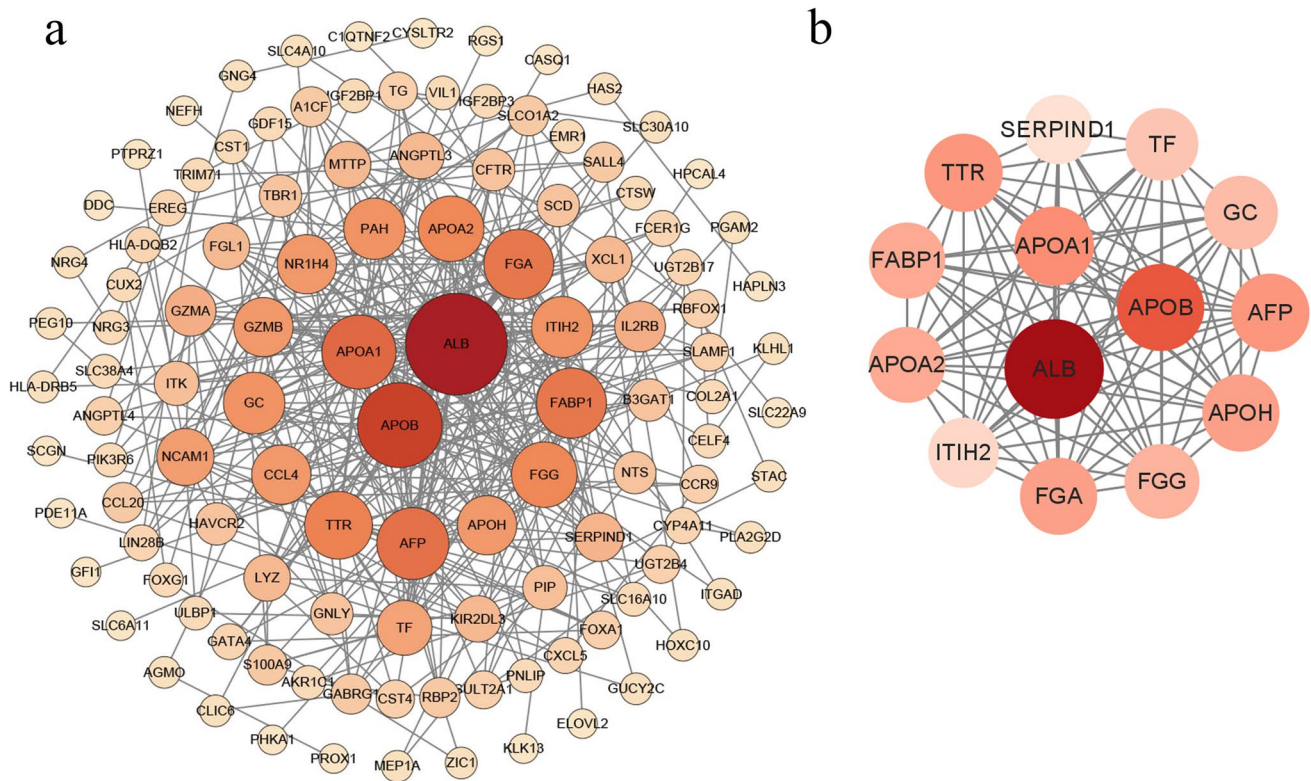 a
b
C1QTNF2
CYSLTR2
RGS1
SLC4A10
CASQ1
GNG4
IGF2BP1
TG
VIL1
IGF2BP3
HAS2
NEFH
GDF15
A1CF
SLCO1A2
SLC30A10
PTPRZ1
CST1
MTTP
ANGPTL3
EMR1
TRIM71
CFTR
SALL4
HPCAL4
DDC
EREG
TBR1
SCD
CTSW
PAH
APOA2
HLA-DQB2
FGL1
NR1H4
FGA
XCL1
FCER1G
PGAM2
NRG4
UGT2B17
CUX2
HAPLN3
GZMA
GZMB
RBFOX1
PEG10
NRG3
ITIH2
IL2RB
APOA1
ALB
SLAMF1
KLHL1
SLC38A4
HLA-DRB5
ITK
GC
FABP1
B3GAT1
COL2A1
ANGPTL4
APOB
SLC22A9
CELF4
SCGN
PIK3R6
NCAM1
CCL4
FGG
NTS
CCR9
STAC
CCL20
PDE11A
HAVCR2
TTR
AFP
APOH
SERPIND1
CYP4A11
PLA2G2D
LIN28B
GFI1
FOXG1
LYZ
UGT2B4
PIP
ITGAD
SLC16A10
ULBP1
GNLY
SLC6A11
TF
KIR2DL3
FOXA1
GATA4
HOXC10
S100A9
CXCL5
AGMO
AKR1C1
GABRG1
CST4
RBP2
SULT2A1
PNLIP
GUCY2C
CLIC6
ELOVL2
PHKA1
PROX1
MEP1A
ZIC1
KLK13
SERPIND1
TF
TTR
GC
APOA1
FABP1
APOB
AFP
APOA2
ALB
APOH
ITIH2
FGA
FGG